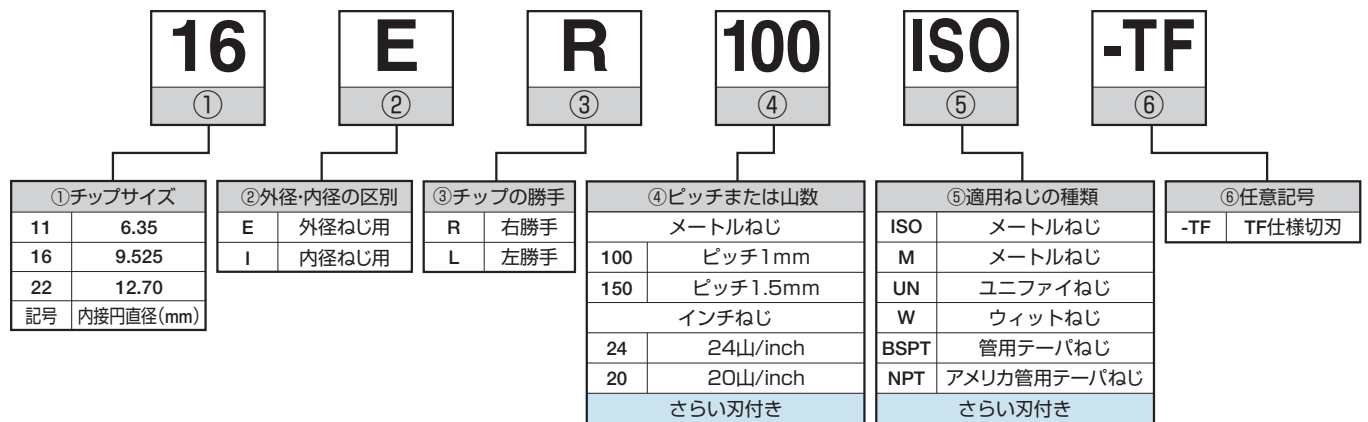 16 E R 100 ISO -TF
① ② ③ ④ ⑤ ⑥
①チップサイズ
11 6.35
16 9.525
22 12.70
記号 内接円直径(mm)
②外径・内径の区別
E 外径ねじ用
I 内径ねじ用
③チップの勝手
R 右勝手
L 左勝手
④ピッチまたは山数
メートルねじ
100 ピッチ1mm
150 ピッチ1.5mm
インチねじ
24 24山/inch
20 20山/inch
さらい刃付き
⑤適用ねじの種類
ISO メートルねじ
M メートルねじ
UN ユニファイねじ
W ウィットねじ
BSPT 管用テーパねじ
NPT アメリカ管用テーパねじ
さらい刃付き
⑥任意記号
-TF TF仕様切刃